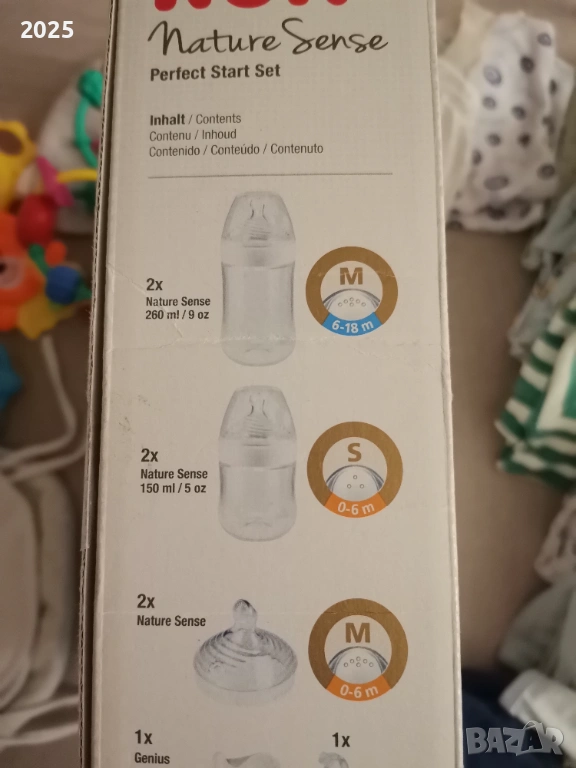 2025
Nature Sense
Perfect Start Set
Inhalt / Contents
Contenu / Inhoud
Contenido / Conteúdo / Contenuto
2x
Nature Sense
260 ml / 9 oz
M
6-18 m
2x
Nature Sense
150 ml / 5 oz
S
0-6 m
2x
Nature Sense
M
0-6 m
1x
Genius
1x
BAZAR